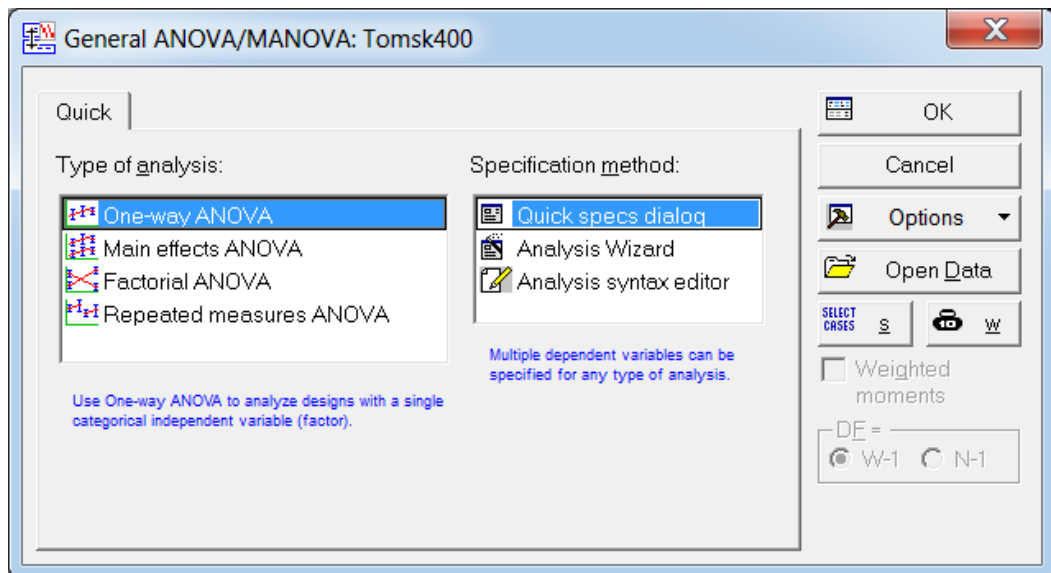 General ANOVA/MANOVA: Tomsk400
Quick
Type of analysis:
One-way ANOVA
Main effects ANOVA
Factorial ANOVA
Repeated measures ANOVA
Use One-way ANOVA to analyze designs with a single
categorical independent variable (factor).
Specification method:
Quick specs dialog
Analysis Wizard
Analysis syntax editor
Multiple dependent variables can be
specified for any type of analysis.
OK
Cancel
Options
Open Data
SELECT
CASES
S
W
Weighted
moments
DF =
W-1 N-1